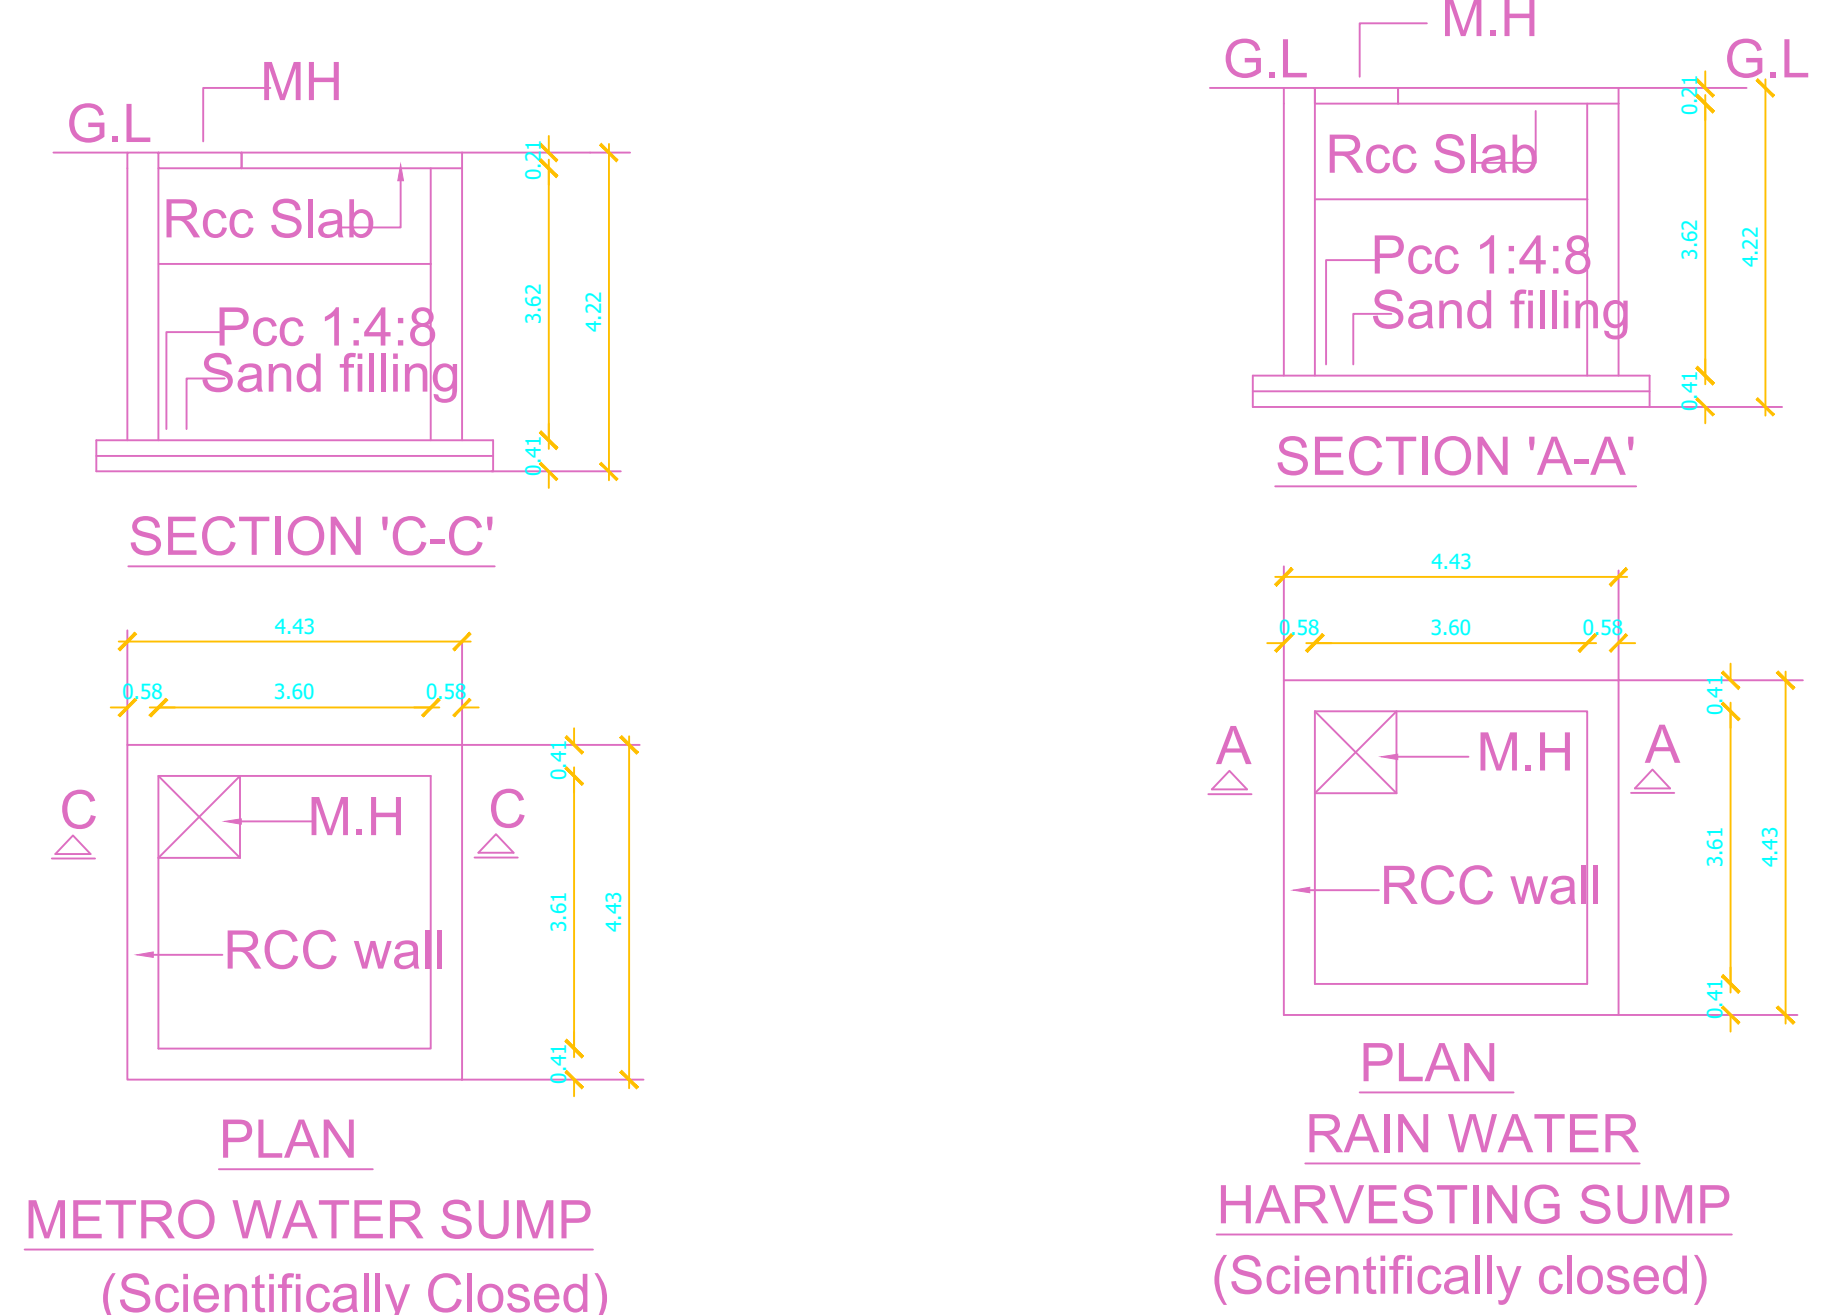 MH
G.L
0.21
Rcc Slab
3.62
4.22
Pcc 1:4:8
Sand filling
0.41
SECTION 'C-C'
4.43
0.58
3.60
0.58
0.41
C
M.H
C
3.61
4.43
RCC wall
0.41
PLAN
METRO WATER SUMP
(Scientifically Closed)
M.H
G.L
G.L
0.21
Rcc Slab
3.62
4.22
Pcc 1:4:8
Sand filling
0.41
SECTION 'A-A'
4.43
0.58
3.60
0.58
0.41
A
M.H
A
3.61
4.43
RCC wall
0.41
PLAN
RAIN WATER
HARVESTING SUMP
(Scientifically closed)